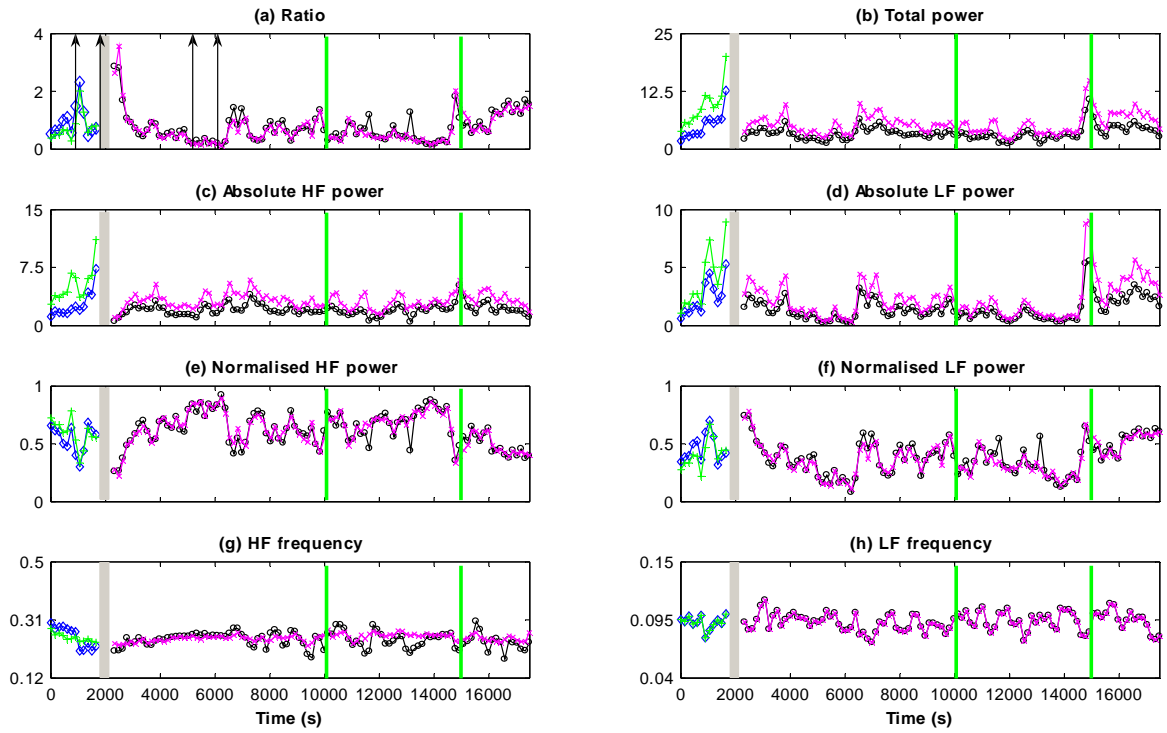 (a) Ratio
4
2
0
(b) Total power
25
12.5
0
(c) Absolute HF power
15
7.5
0
(d) Absolute LF power
10
5
0
(e) Normalised HF power
1
0.5
0
(f) Normalised LF power
1
0.5
0
(g) HF frequency
0.5
0.31
0.12
0 2000 4000 6000 8000 10000 12000 14000 16000
Time (s)
(h) LF frequency
0.15
0.095
0.04
0 2000 4000 6000 8000 10000 12000 14000 16000
Time (s)